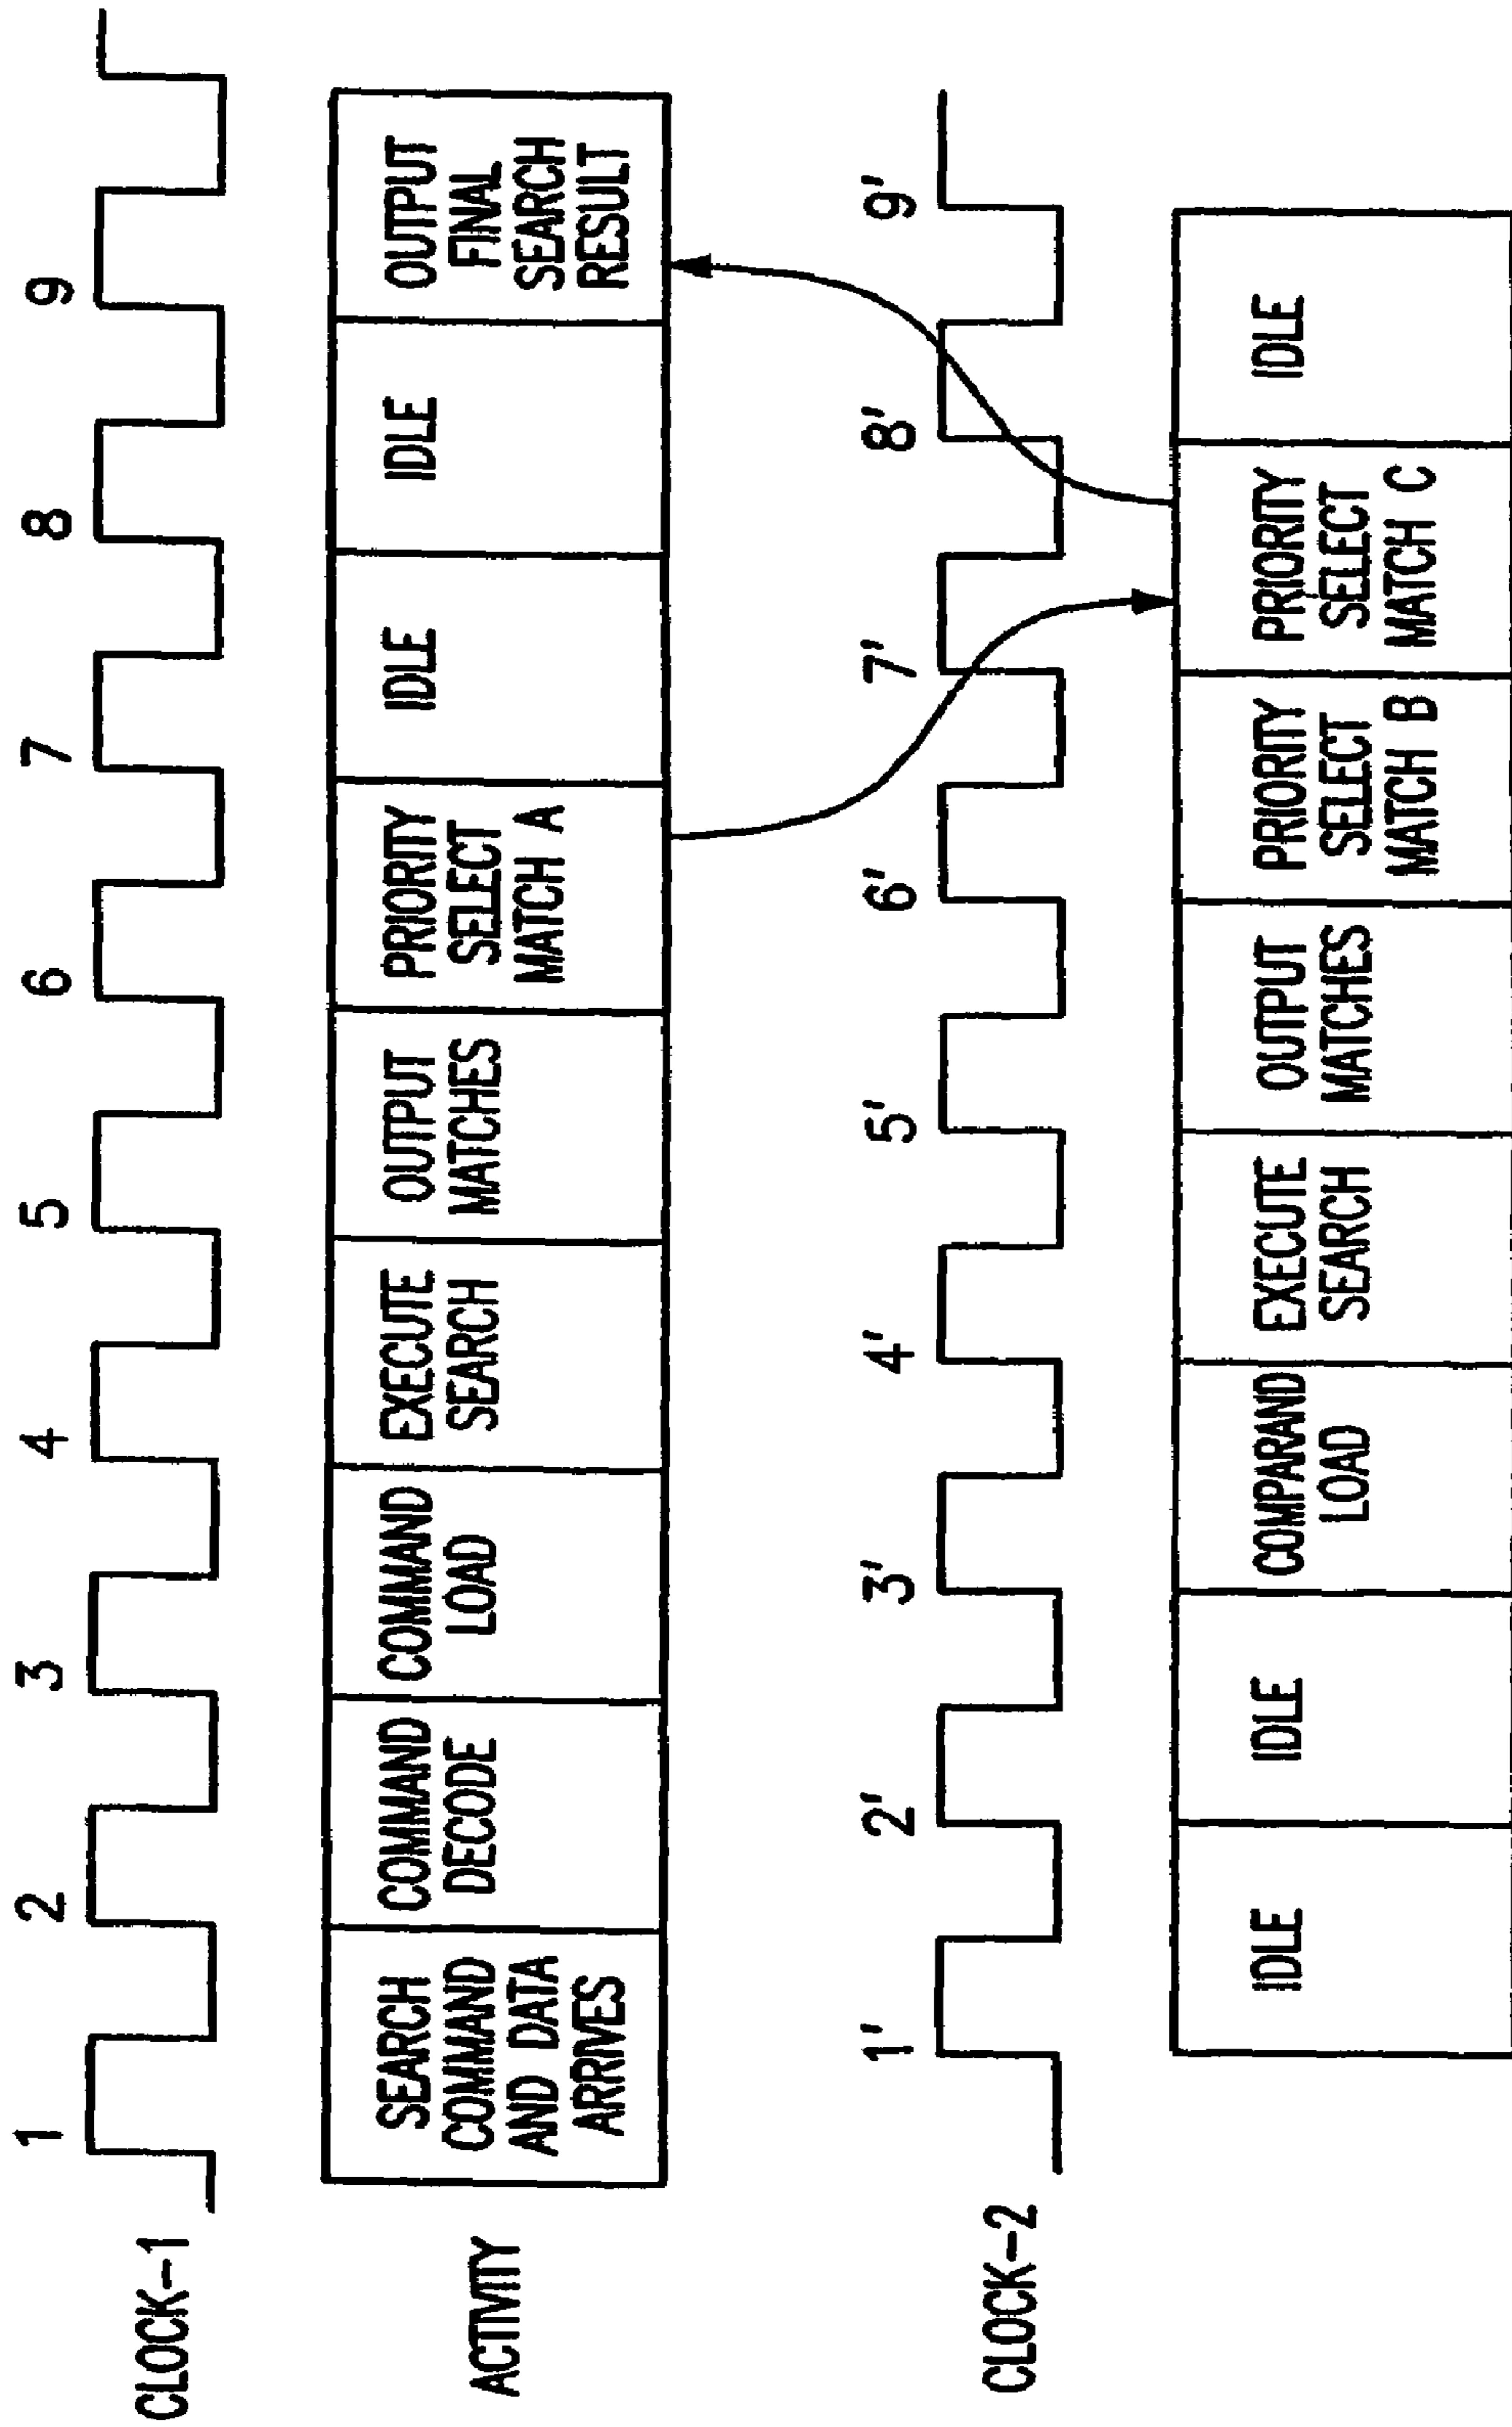 1 2 3 4 5 6 7 8 9
CLOCK-1
ACTIVITY
SEARCH
COMMAND
AND DATA
ARRIVES
COMMAND
DECODE
COMMAND
LOAD
EXECUTE
SEARCH
OUTPUT
MATCHES
PRIORITY
SELECT
MATCH A
IDLE
IDLE
OUTPUT
FINAL
SEARCH
RESULT
1' 2' 3' 4' 5' 6' 7' 8' 9'
CLOCK-2
IDLE
IDLE
COMPARAND
LOAD
EXECUTE
SEARCH
OUTPUT
MATCHES
PRIORITY
SELECT
MATCH B
PRIORITY
SELECT
MATCH C
IDLE